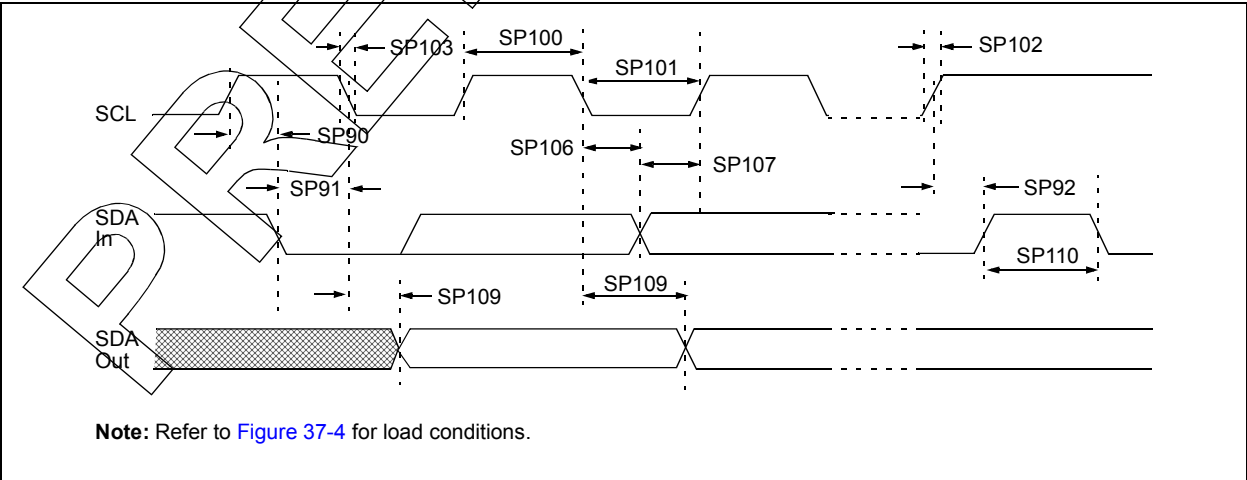 SP103
SP100
SP101
SP102
SCL
SP90
SP106
SP107
SP91
SP92
SDA
In
SP110
SP109
SP109
SDA
Out
Note: Refer to Figure 37-4 for load conditions.
P R E